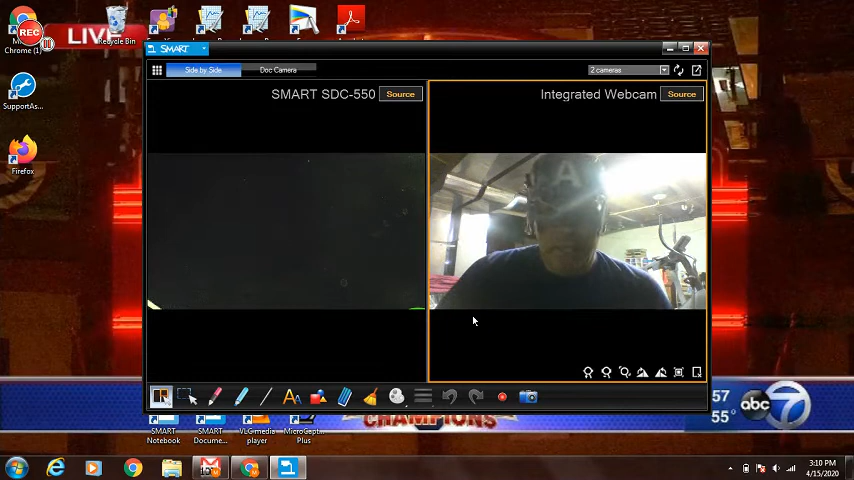 REC
LIVE
Chrome (1)
Recycle Bin
SMART
Side by Side
Doc Camera
2 cameras
SMART SDC-550
Source
Integrated Webcam
Source
SupportAs...
Firefox
A
57
55°
abc
7
CHAMPIONS
SMART
Notebook
SMART
Docume...
VLC media
player
MicroCapt...
Plus
3:10 PM
4/15/2020